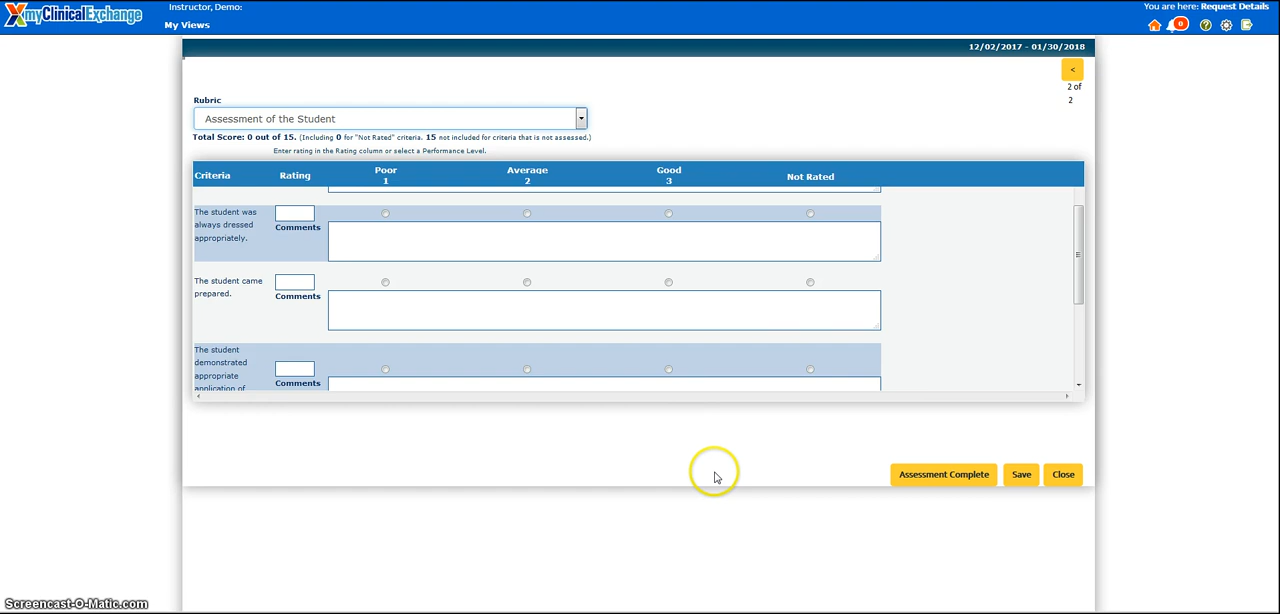 myClinicalExchange
Instructor, Demo:
My Views
You are here: Request Details
0
12/02/2017 - 01/30/2018
<
2 of
2
Rubric
Assessment of the Student
Total Score: 0 out of 15. (Including 0 for "Not Rated" criteria. 15 not included for criteria that is not assessed.)
Enter rating in the Rating column or select a Performance Level.
Criteria Rating Poor 1 Average 2 Good 3 Not Rated
The student was
always dressed
appropriately.
Comments
The student came
prepared.
Comments
The student
demonstrated
appropriate
application of
Comments
Assessment Complete Save Close
Screencast-O-Matic.com